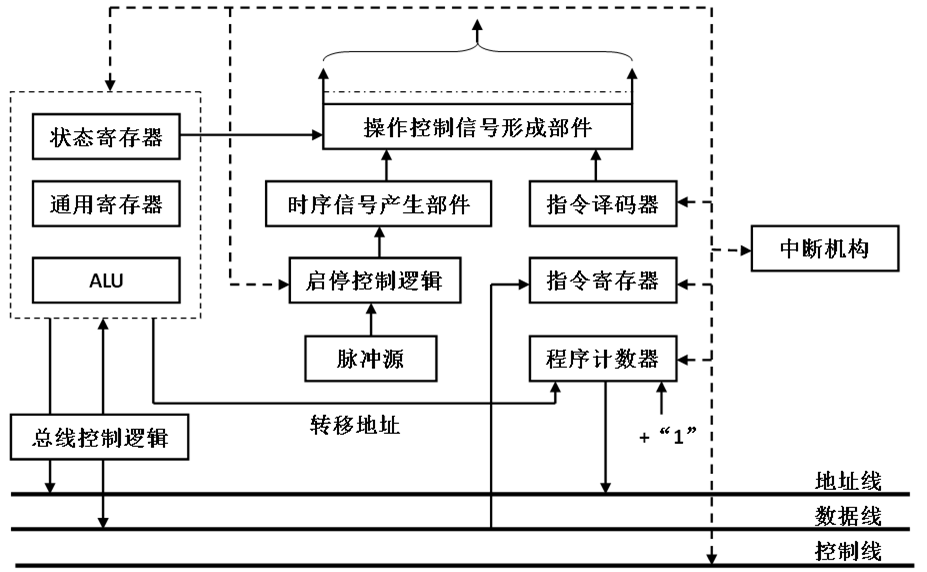 操作控制信号形成部件
状态寄存器
通用寄存器
时序信号产生部件
指令译码器
中断机构
ALU
启停控制逻辑
指令寄存器
脉冲源
程序计数器
转移地址
+ “1”
总线控制逻辑
地址线
数据线
控制线